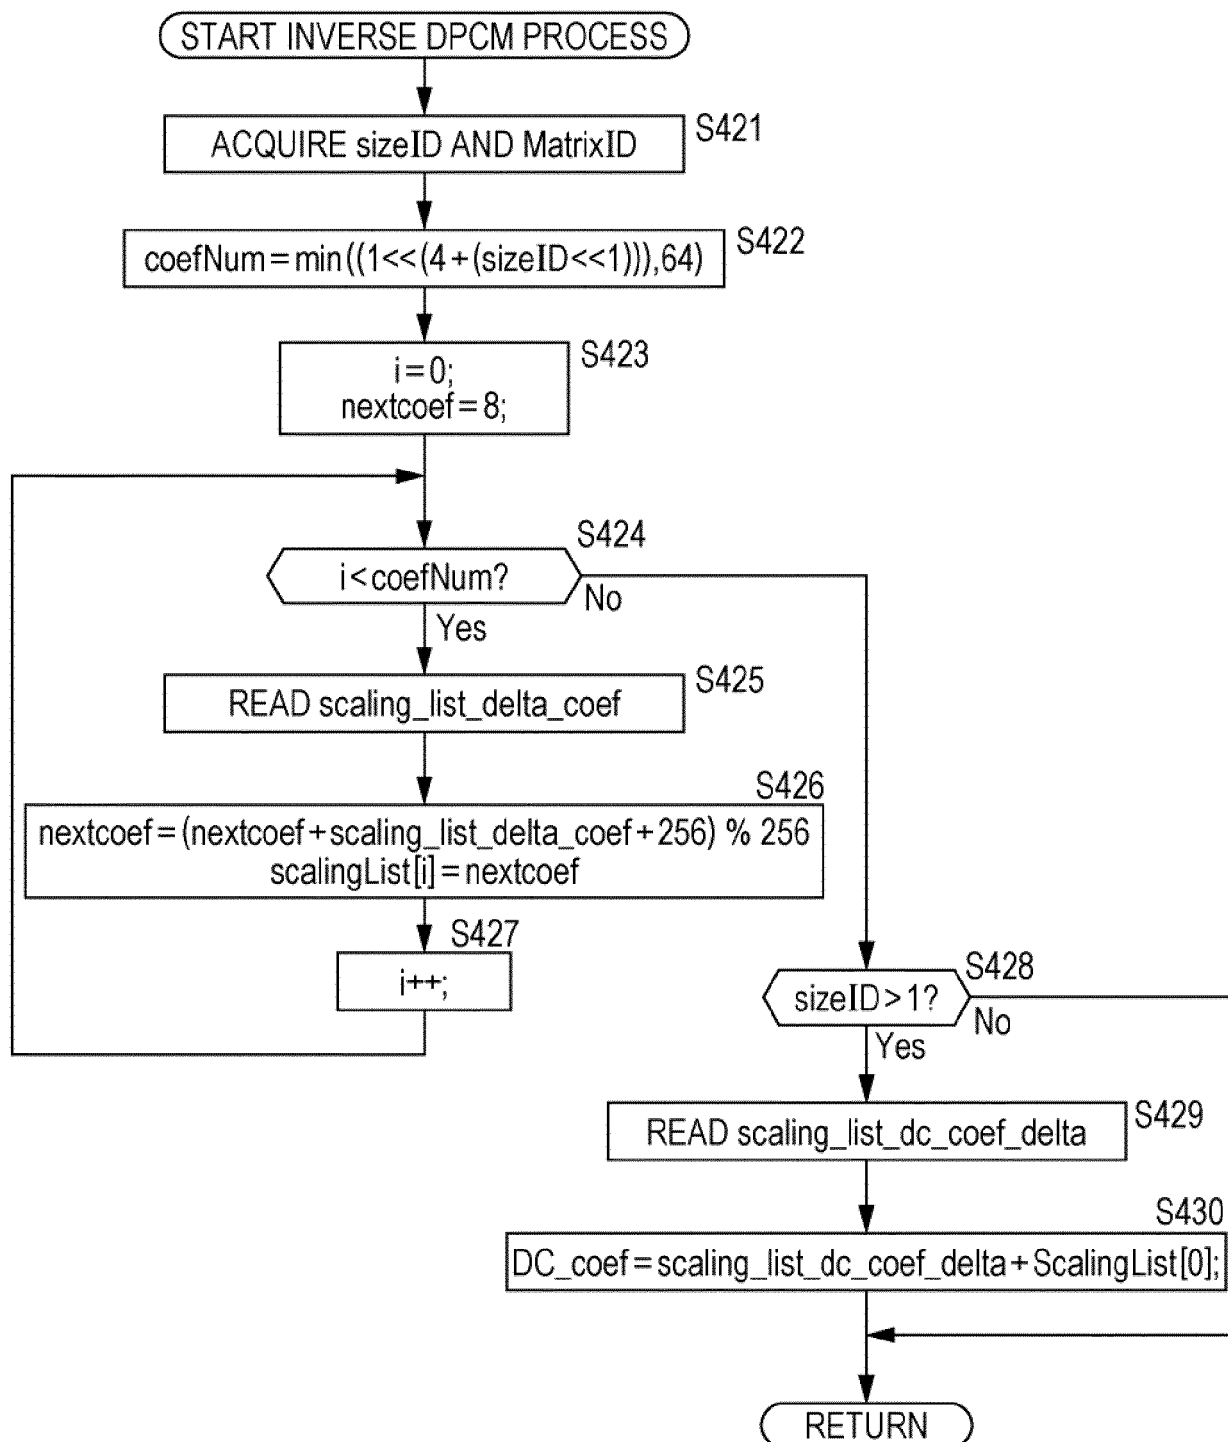 START INVERSE DPCM PROCESS
S421
ACQUIRE sizeID AND MatrixID
S422
coefNum=min((1<<(4+(sizeID<<1))),64)
S423
i=0;
nextcoef=8;
S424
i<coefNum?
No
Yes
S425
READ scaling_list_delta_coef
S426
nextcoef=(nextcoef+scaling_list_delta_coef+256) % 256
scalingList[i]=nextcoef
S427
i++;
S428
sizeID>1?
No
Yes
S429
READ scaling_list_dc_coef_delta
S430
DC_coef=scaling_list_dc_coef_delta+ScalingList[0];
RETURN